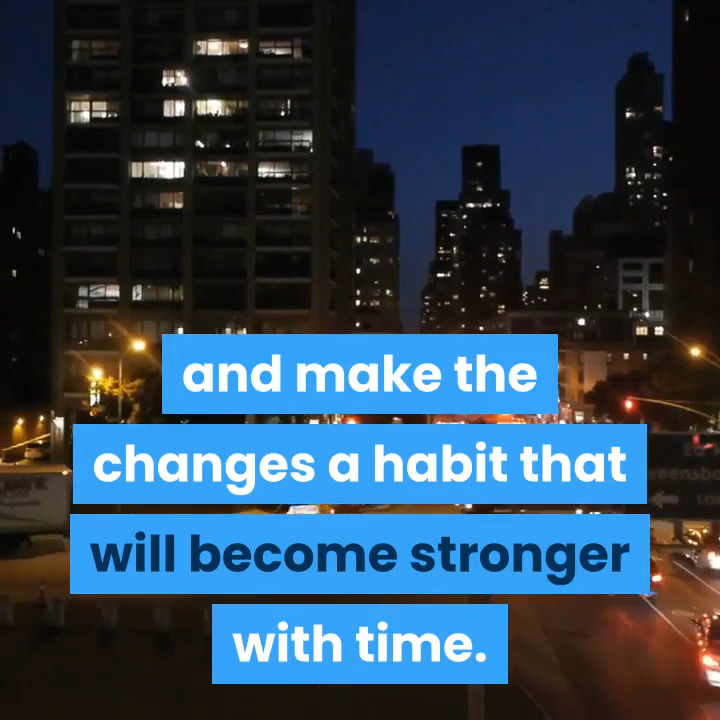 and make the
changes a habit that
will become stronger
with time.